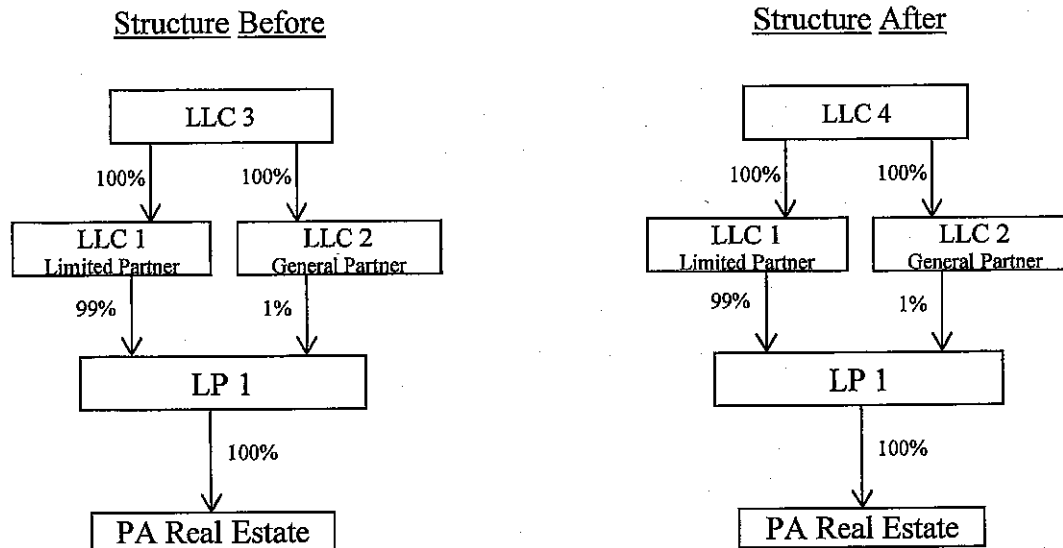 Structure Before
LLC 3
100%
100%
LLC 1
Limited Partner
LLC 2
General Partner
99%
1%
LP 1
100%
PA Real Estate
Structure After
LLC 4
100%
100%
LLC 1
Limited Partner
LLC 2
General Partner
99%
1%
LP 1
100%
PA Real Estate